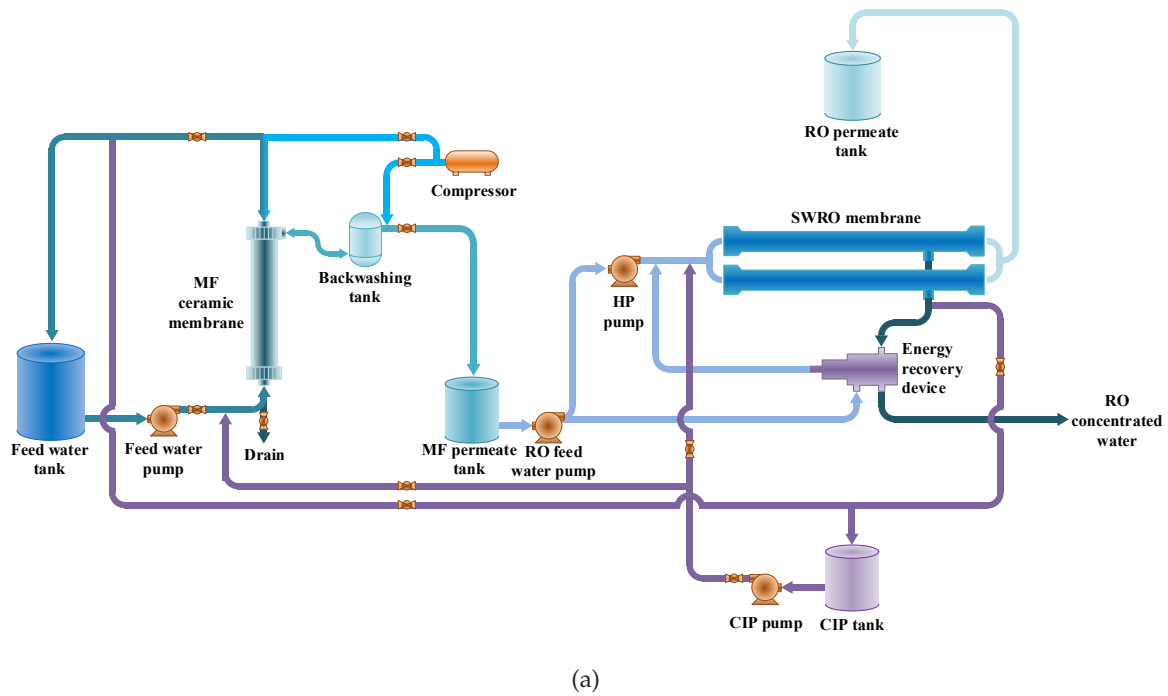 RO permeate
tank
Compressor
SWRO membrane
Backwashing
tank
MF
ceramic
membrane
HP
pump
Energy
recovery
device
RO
concentrated
water
Feed water
tank
Feed water
pump
Drain
MF permeate
tank
RO feed
water pump
CIP pump
CIP tank
(a)